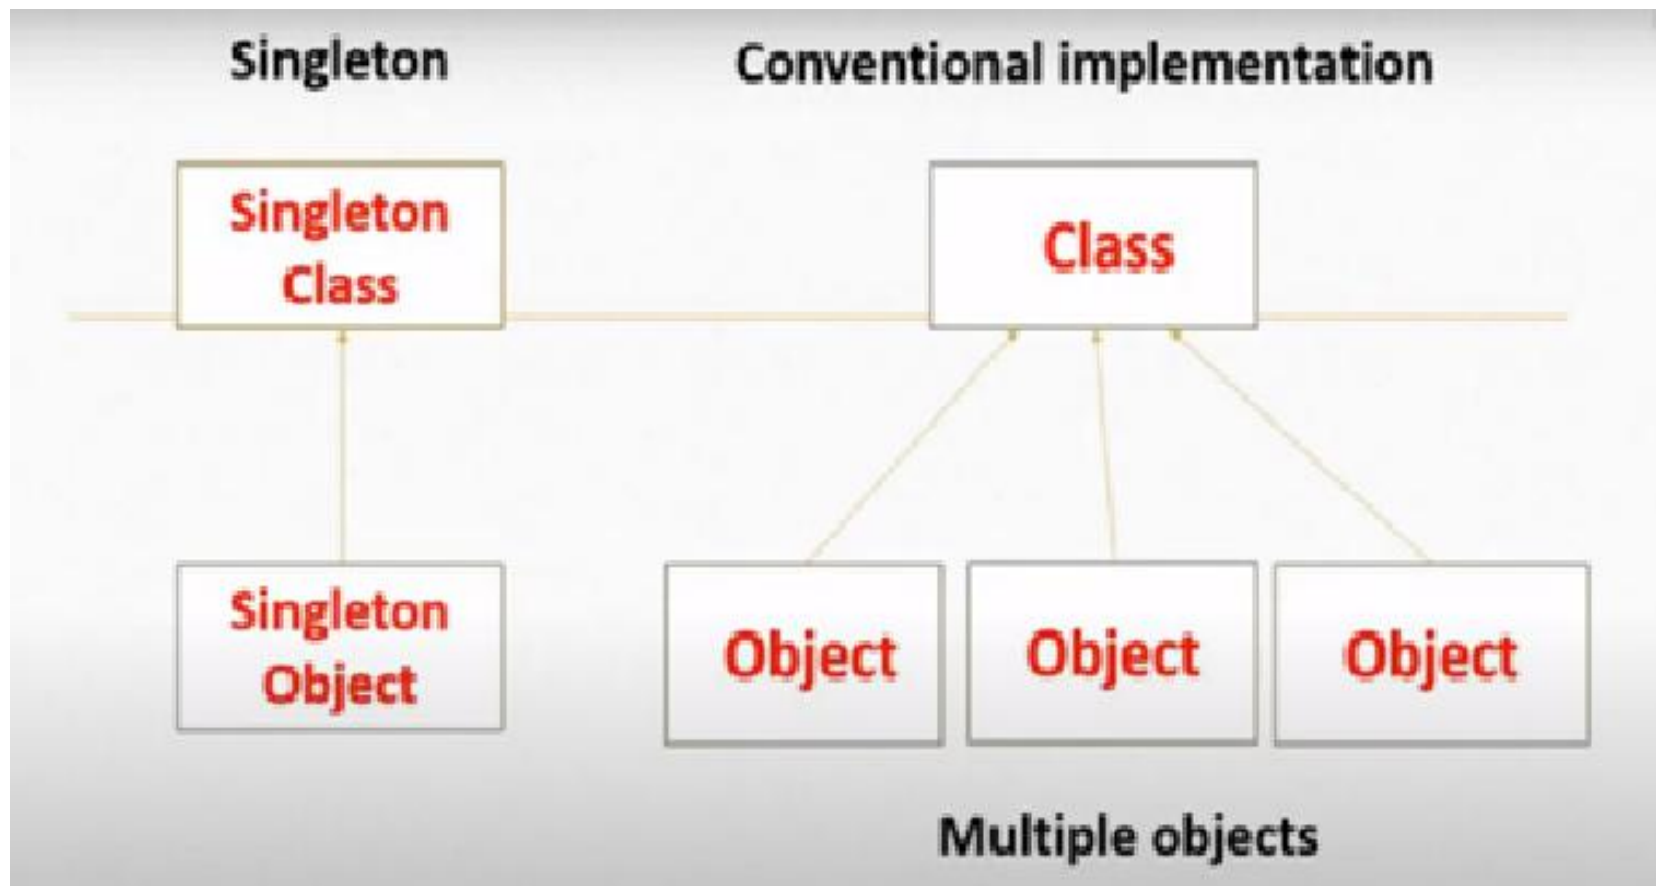 Singleton
Conventional implementation
Singleton
Class
Class
Singleton
Object
Object
Object
Object
Multiple objects